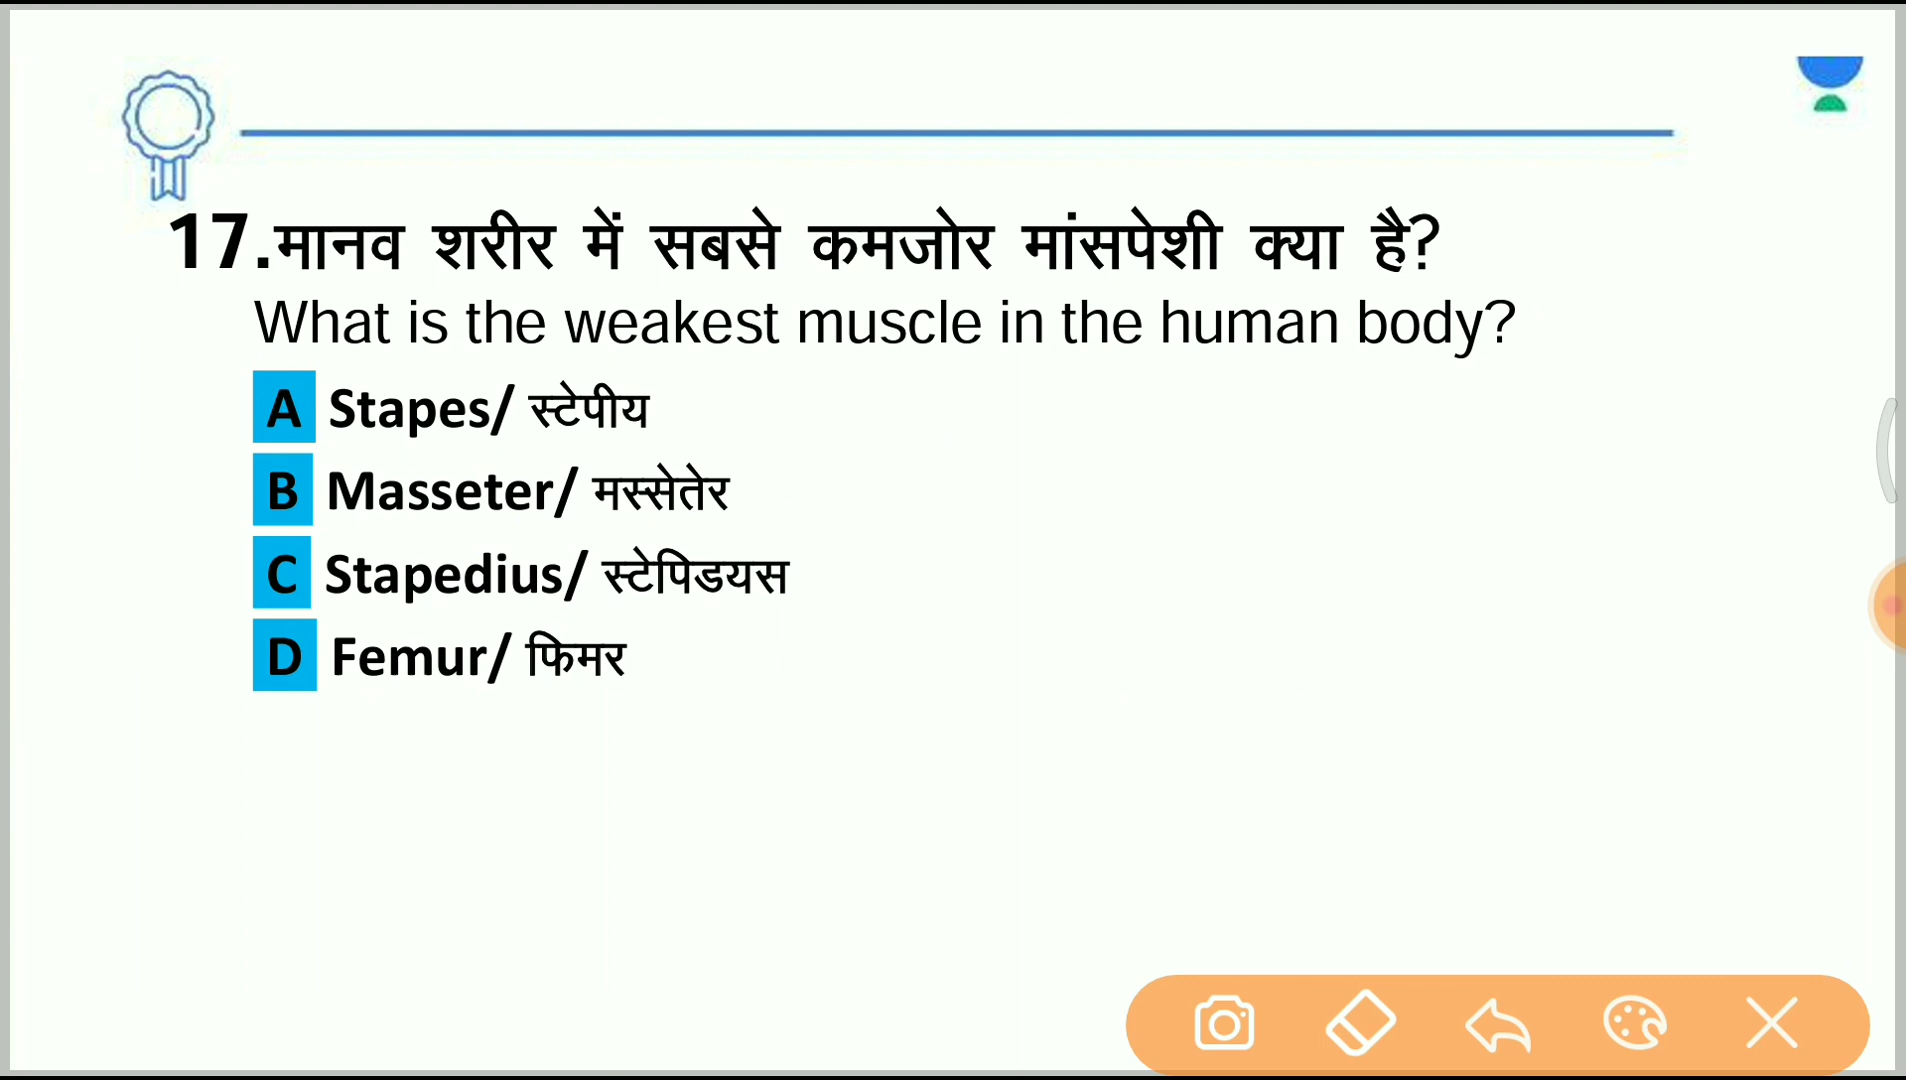 17.मानव शरीर में सबसे कमजोर मांसपेशी क्या है?
What is the weakest muscle in the human body?
A Stapes/ स्टेपीय
B Masseter/ मस्सेतेर
C Stapedius/ स्टेपिडयस
D Femur/ फिमर